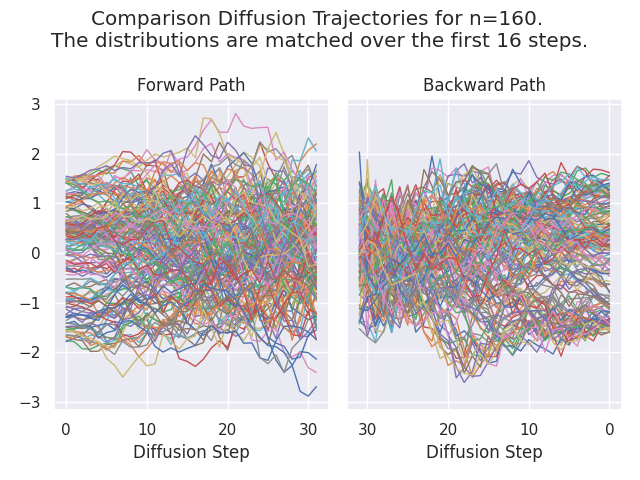 Comparison Diffusion Trajectories for n=160.
The distributions are matched over the first 16 steps.
Forward Path
Backward Path
3
2
1
0
−1
−2
−3
0 10 20 30
30 20 10 0
Diffusion Step
Diffusion Step